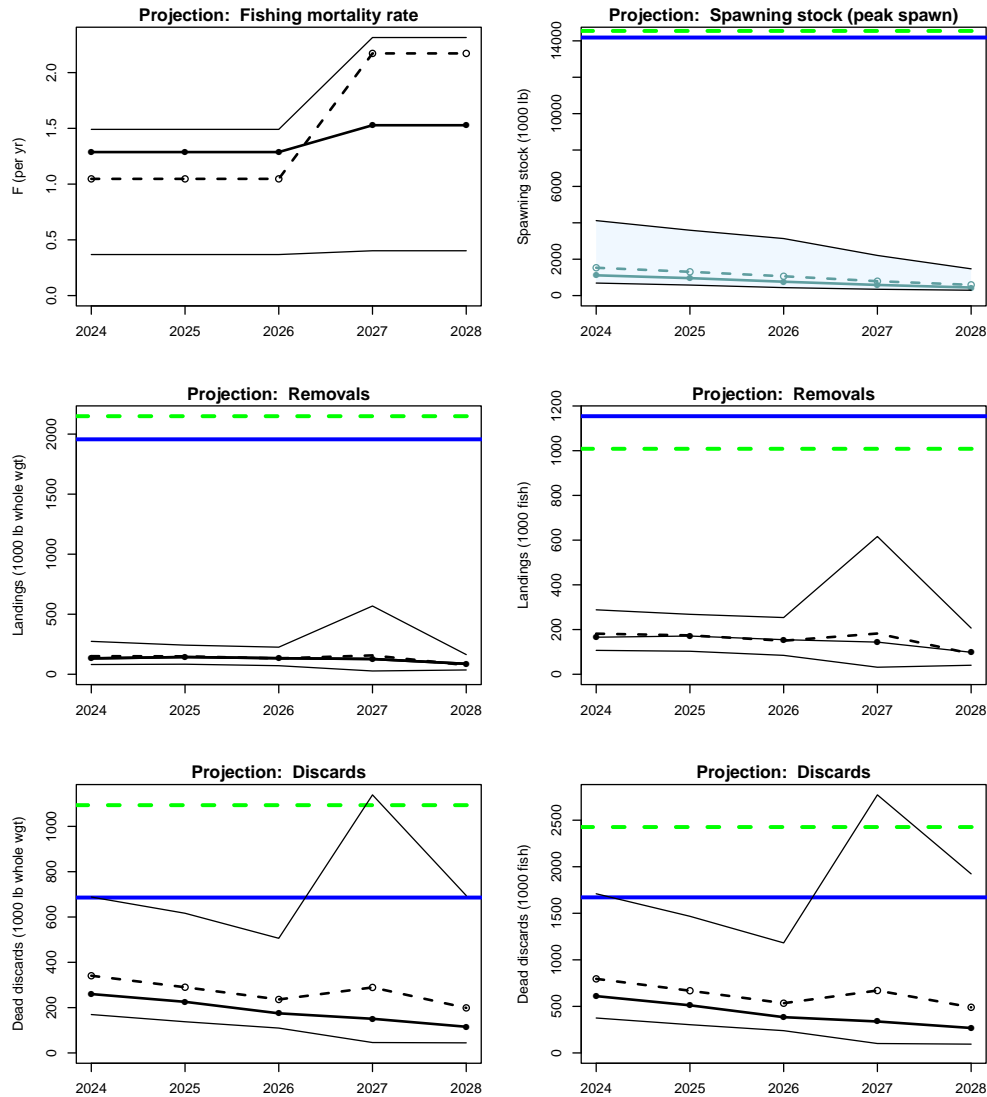 Projection:  Fishing mortality rate
F (per yr)
0.0 0.5 1.0 1.5 2.0
2024 2025 2026 2027 2028
Projection:  Spawning stock (peak spawn)
Spawning stock (1000 lb)
0 2000 6000 10000 14000
2024 2025 2026 2027 2028
Projection:  Removals
Landings (1000 lb whole wgt)
0 500 1000 1500 2000
2024 2025 2026 2027 2028
Projection:  Removals
Landings (1000 fish)
0 200 400 600 800 1000 1200
2024 2025 2026 2027 2028
Projection:  Discards
Dead discards (1000 lb whole wgt)
0 200 400 600 800 1000
2024 2025 2026 2027 2028
Projection:  Discards
Dead discards (1000 fish)
0 500 1000 1500 2000 2500
2024 2025 2026 2027 2028